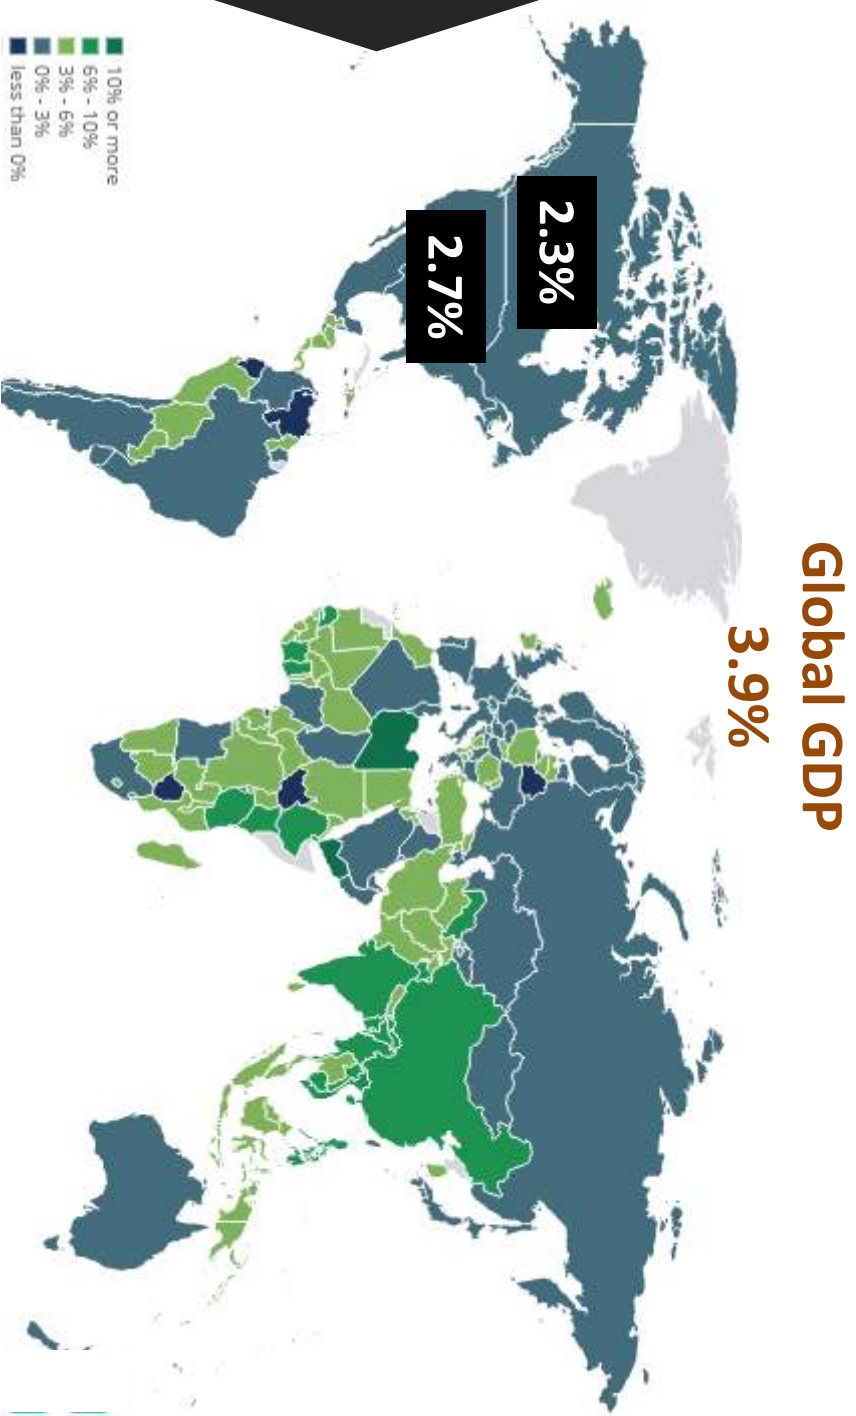 Global GDP
3.9%
2.3%
2.7%
10% or more
6% - 10%
3% - 6%
0% - 3%
less than 0%